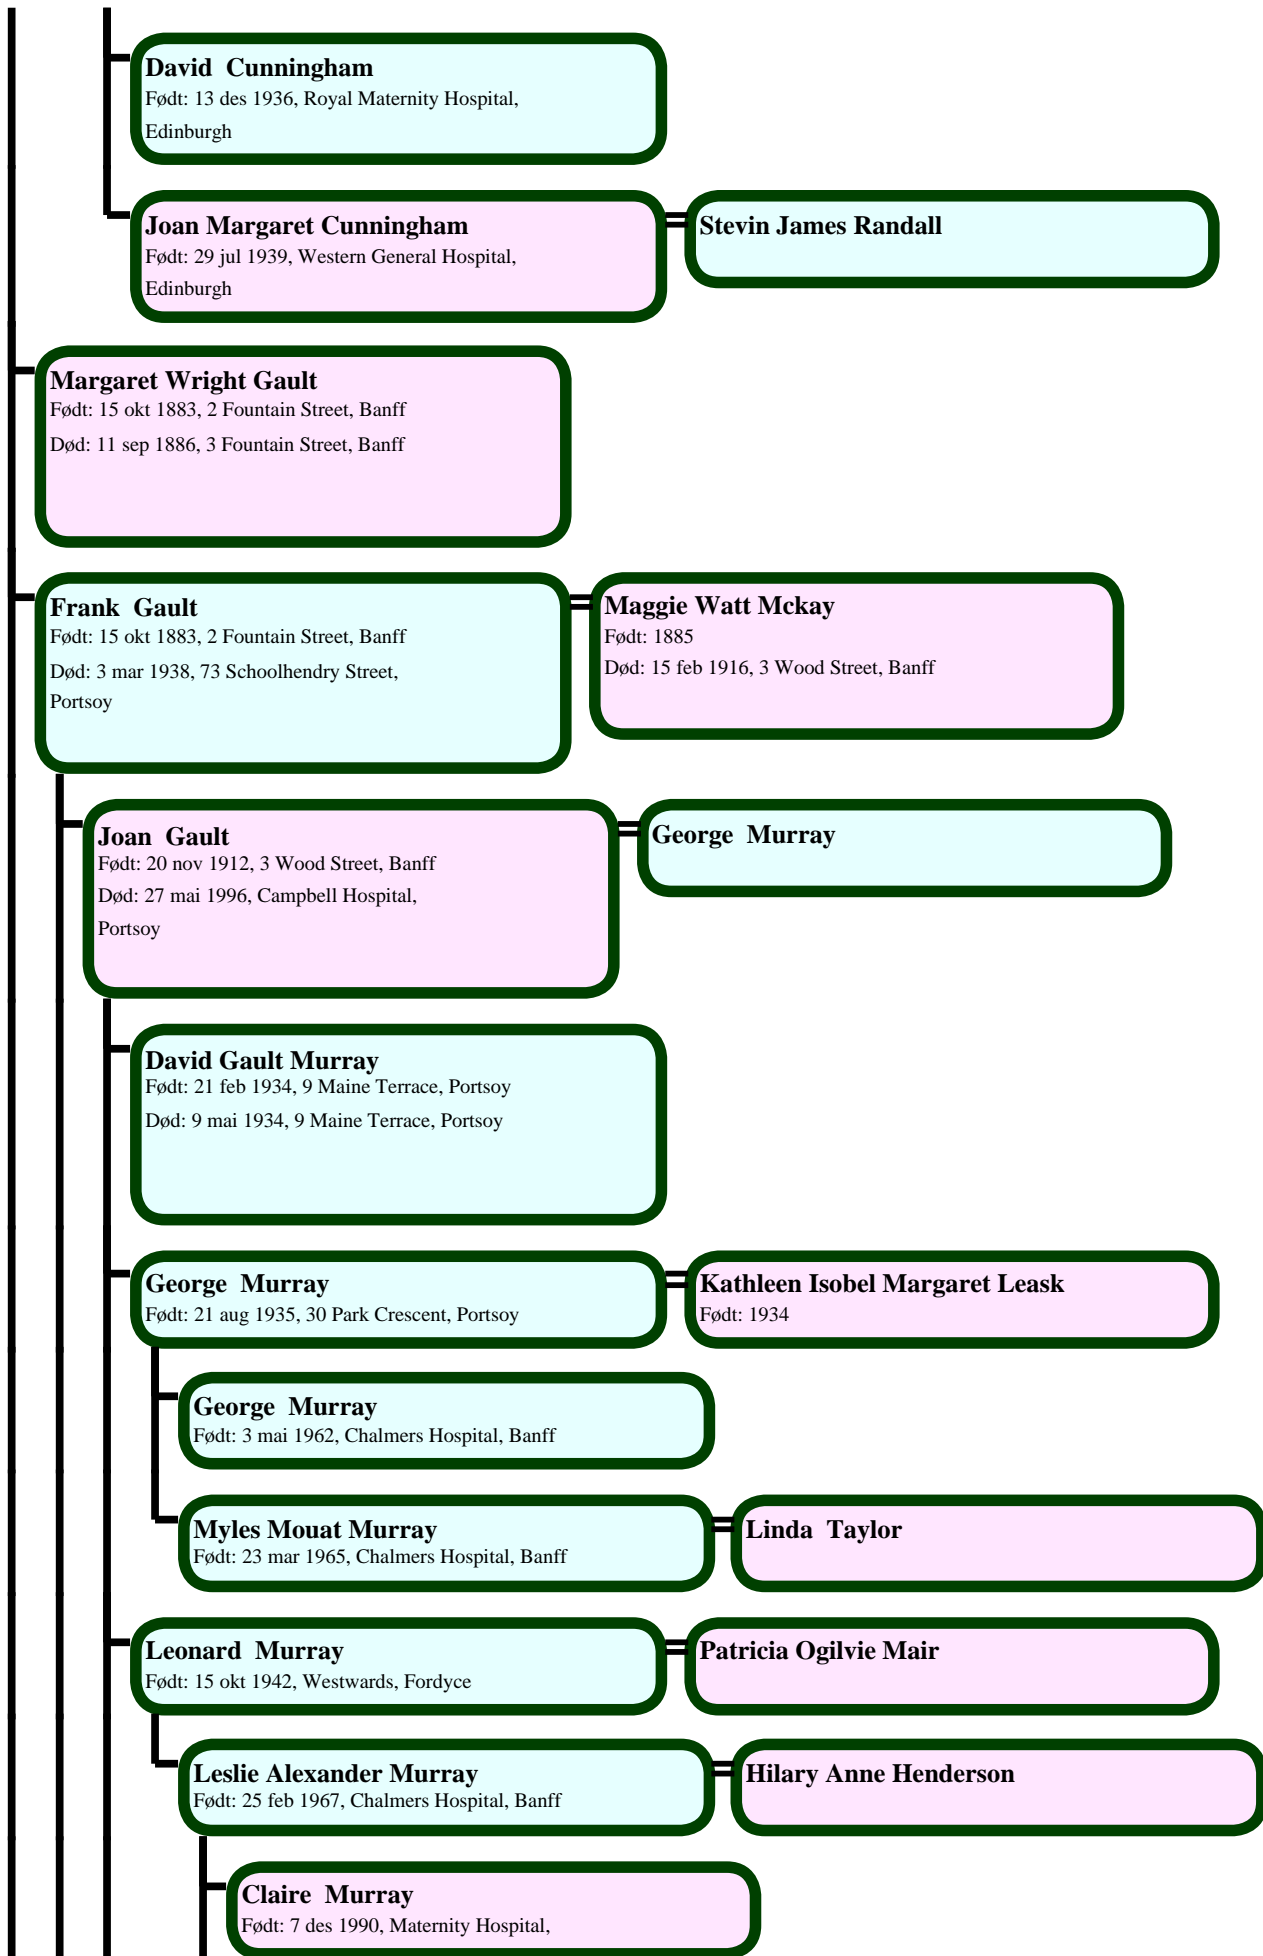 David Cunningham
Født: 13 des 1936, Royal Maternity Hospital,
Edinburgh
Joan Margaret Cunningham
Født: 29 jul 1939, Western General Hospital,
Edinburgh
Stevin James Randall
Margaret Wright Gault
Født: 15 okt 1883, 2 Fountain Street, Banff
Død: 11 sep 1886, 3 Fountain Street, Banff
Frank Gault
Født: 15 okt 1883, 2 Fountain Street, Banff
Død: 3 mar 1938, 73 Schoolhendry Street,
Portsoy
Maggie Watt Mckay
Født: 1885
Død: 15 feb 1916, 3 Wood Street, Banff
Joan Gault
Født: 20 nov 1912, 3 Wood Street, Banff
Død: 27 mai 1996, Campbell Hospital,
Portsoy
George Murray
David Gault Murray
Født: 21 feb 1934, 9 Maine Terrace, Portsoy
Død: 9 mai 1934, 9 Maine Terrace, Portsoy
George Murray
Født: 21 aug 1935, 30 Park Crescent, Portsoy
Kathleen Isobel Margaret Leask
Født: 1934
George Murray
Født: 3 mai 1962, Chalmers Hospital, Banff
Myles Mouat Murray
Født: 23 mar 1965, Chalmers Hospital, Banff
Linda Taylor
Leonard Murray
Født: 15 okt 1942, Westwards, Fordyce
Patricia Ogilvie Mair
Leslie Alexander Murray
Født: 25 feb 1967, Chalmers Hospital, Banff
Hilary Anne Henderson
Claire Murray
Født: 7 des 1990, Maternity Hospital,